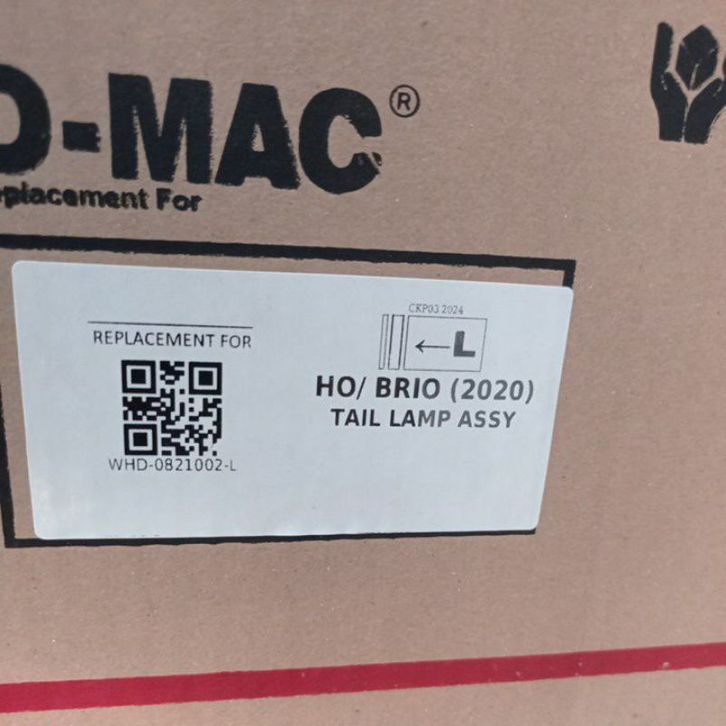 D-MAC®
placement For
REPLACEMENT FOR
WHD-0821002-L
CKP03 2024
←L
HO/ BRIO (2020)
TAIL LAMP ASSY